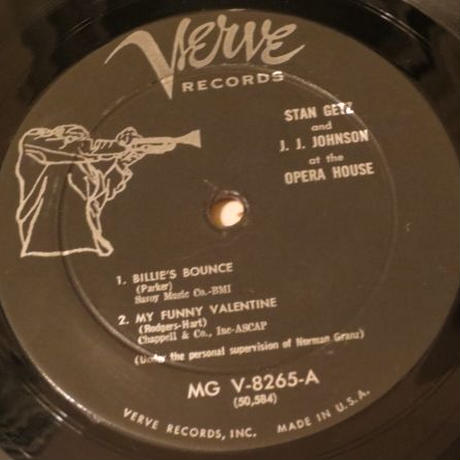 Verve
RECORDS
STAN GETZ
and
J. J. JOHNSON
at the
OPERA HOUSE
1. BILLIE'S BOUNCE
(Parker)
Savoy Music Co.-BMI
2. MY FUNNY VALENTINE
(Rodgers-Hart)
Chappell & Co., Inc-ASCAP
(Under the personal supervision of Norman Granz)
MG V-8265-A
(50,584)
VERVE RECORDS, INC. MADE IN U.S.A.